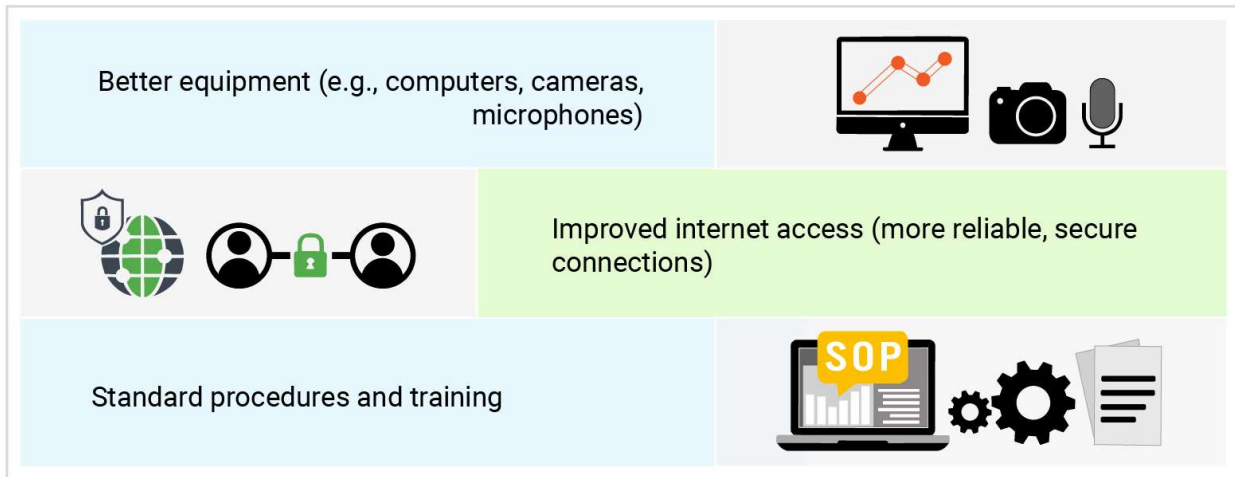 Better equipment (e.g., computers, cameras,
microphones)
Improved internet access (more reliable, secure
connections)
Standard procedures and training
SOP